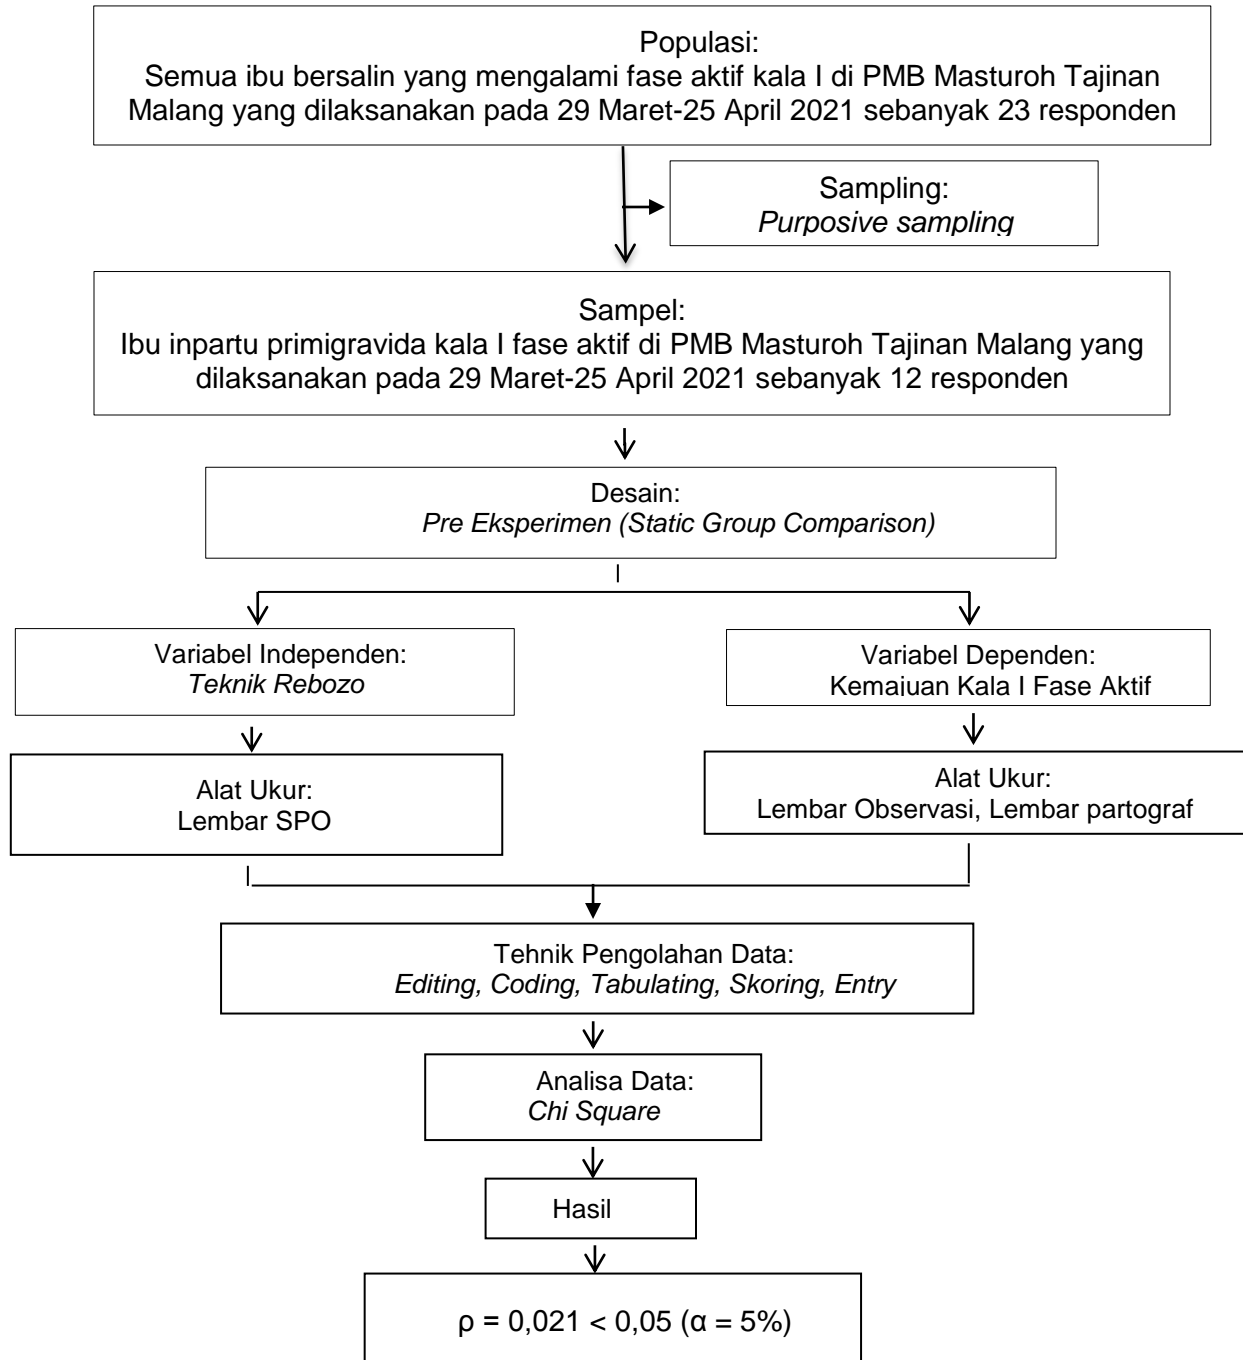 Populasi:
Semua ibu bersalin yang mengalami fase aktif kala I di PMB Masturoh Tajinan
Malang yang dilaksanakan pada 29 Maret-25 April 2021 sebanyak 23 responden
Sampling:
Purposive sampling
Sampel:
Ibu inpartu primigravida kala I fase aktif di PMB Masturoh Tajinan Malang yang
dilaksanakan pada 29 Maret-25 April 2021 sebanyak 12 responden
Desain:
Pre Eksperimen (Static Group Comparison)
Variabel Independen:
Teknik Rebozo
Variabel Dependen:
Kemajuan Kala I Fase Aktif
Alat Ukur:
Lembar SPO
Alat Ukur:
Lembar Observasi, Lembar partograf
Tehnik Pengolahan Data:
Editing, Coding, Tabulating, Skoring, Entry
Analisa Data:
Chi Square
Hasil
ρ = 0,021 < 0,05 (α = 5%)